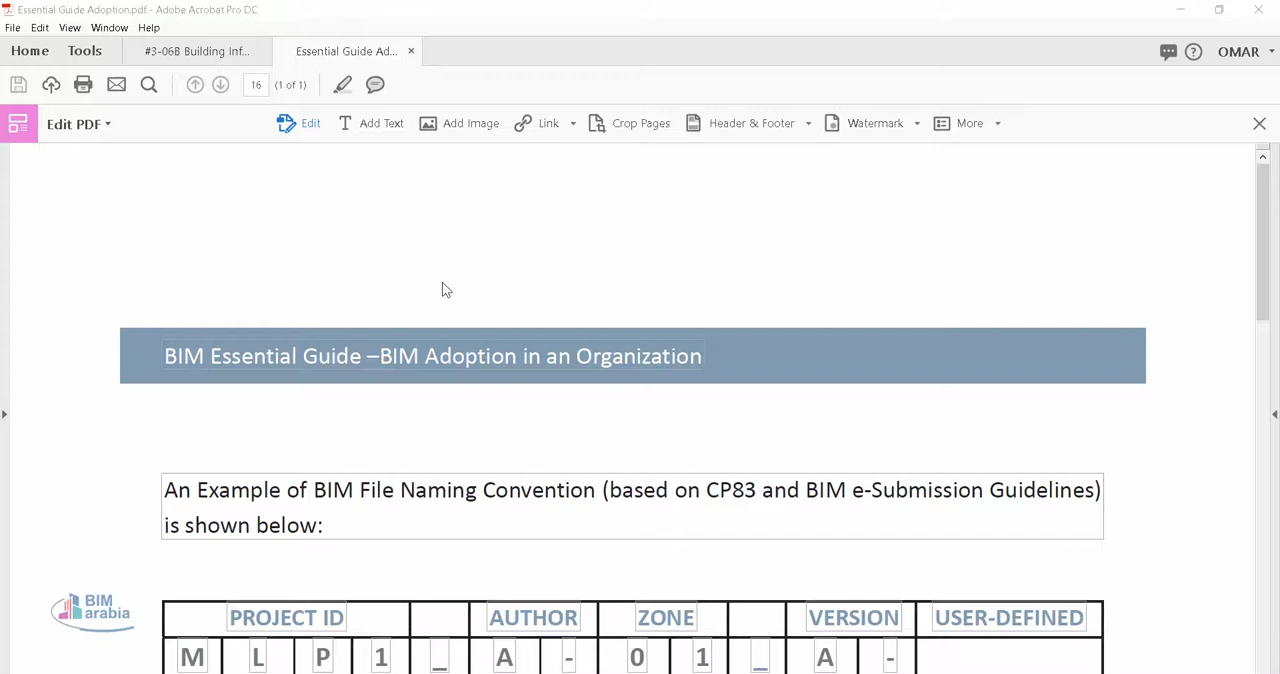 Essential Guide Adoption.pdf - Adobe Acrobat Pro DC
File Edit View Window Help
Home Tools #3-06B Building Inf... Essential Guide Ad... × ? OMAR
16 (1 of 1)
Edit PDF Edit Add Text Add Image Link Crop Pages Header & Footer Watermark More
BIM Essential Guide –BIM Adoption in an Organization
An Example of BIM File Naming Convention (based on CP83 and BIM e-Submission Guidelines)
is shown below:
BIM
arabia
PROJECT ID AUTHOR ZONE VERSION USER-DEFINED
M L P 1 _ A - 0 1 _ A -